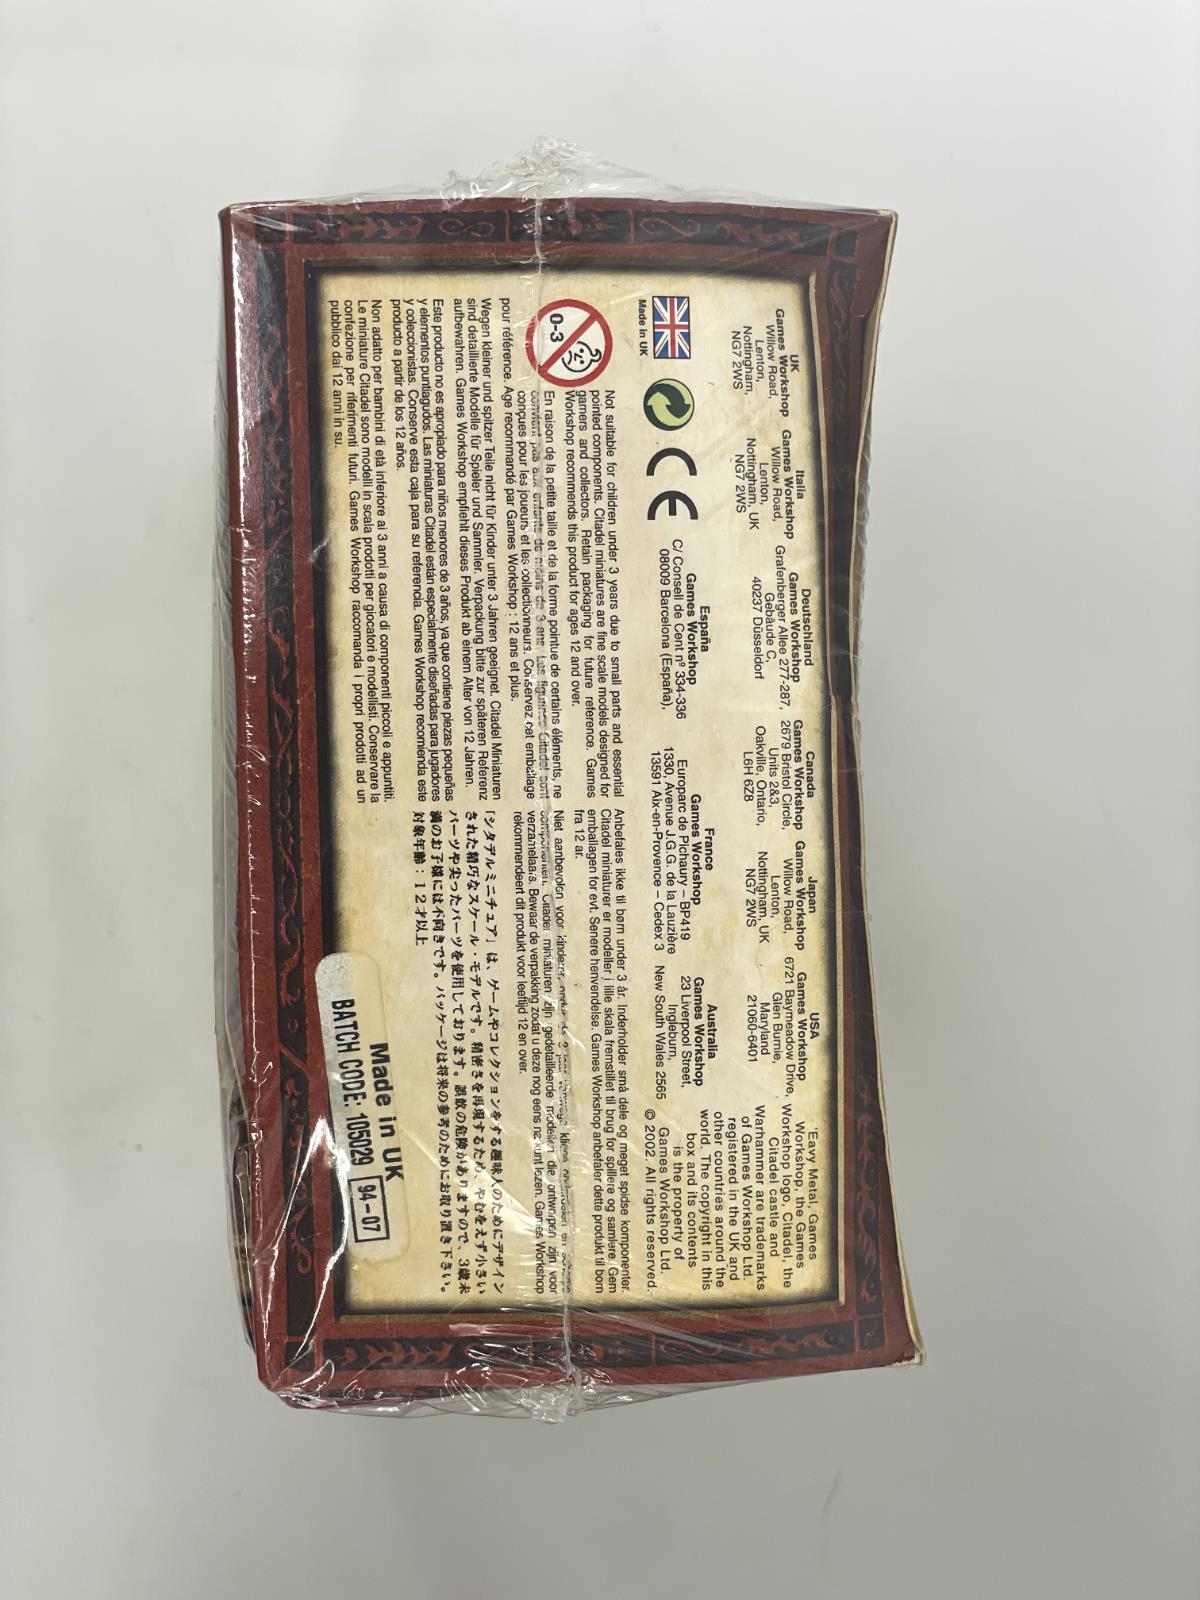 UK
Games Workshop
Willow Road,
Lenton,
Nottingham,
NG7 2WS
Italia
Games Workshop
Willow Road,
Lenton,
Nottingham, UK
NG7 2WS
Deutschland
Games Workshop
Grafenberger Allee 277-287,
Gebäude C,
40237 Düsseldorf
Canada
Games Workshop
2679 Bristol Circle,
Units 2&3,
Oakville, Ontario,
L6H 6Z8
Japan
Games Workshop
Willow Road,
Lenton,
Nottingham, UK
NG7 2WS
USA
Games Workshop
6721 Baymeadow Drive,
Glen Burnie,
Maryland
21060-6401
'Eavy Metal, Games
Workshop, the Games
Workshop logo, Citadel, the
Citadel castle and
Warhammer are trademarks
of Games Workshop Ltd.
registered in the UK and
other countries around the
world. The copyright in this
box and its contents
is the property of
Games Workshop Ltd.
© 2002. All rights reserved.
Made in UK
CE
España
Games Workshop
C/ Consell de Cent nº 334-336
08009 Barcelona (España),
France
Games Workshop
Europarc de Pichaury – BP419
1330, Avenue J.G.G. de la Lauzière
13591 Aix-en-Provence – Cedex 3
Australia
Games Workshop
23 Liverpool Street,
Ingleburn,
New South Wales 2565
0-3
Not suitable for children under 3 years due to small parts and essential
pointed components. Citadel miniatures are fine scale models designed for
gamers and collectors. Retain packaging for future reference. Games
Workshop recommends this product for ages 12 and over.
En raison de la petite taille et de la forme pointue de certains éléments, ne
convient pas aux enfants de moins de 3 ans. Les figurines Citadel sont
conçues pour les joueurs et les collectionneurs. Conservez cet emballage
pour référence. Age recommandé par Games Workshop : 12 ans et plus.
Wegen kleiner und spitzer Teile nicht für Kinder unter 3 Jahren geeignet. Citadel Miniaturen
sind detaillierte Modelle für Spieler und Sammler. Verpackung bitte zur späteren Referenz
aufbewahren. Games Workshop empfiehlt dieses Produkt ab einem Alter von 12 Jahren.
Este producto no es apropiado para niños menores de 3 años, ya que contiene piezas pequeñas
y elementos puntiagudos. Las miniaturas Citadel están especialmente diseñadas para jugadores
y coleccionistas. Conserve esta caja para su referencia. Games Workshop recomienda este
producto a partir de los 12 años.
Non adatto per bambini di età inferiore ai 3 anni a causa di componenti piccoli e appuntiti.
Le miniature Citadel sono modelli in scala prodotti per giocatori e modellisti. Conservare la
confezione per riferimenti futuri. Games Workshop raccomanda i propri prodotti ad un
pubblico dai 12 anni in su.
Anbefales ikke til børn under 3 år. Inderholder små dele og meget spidse komponenter.
Citadel miniaturer er modeller i lille skala fremstillet til brug for spillere og samlere. Gem
emballagen for evt. Senere henvendelse. Games Workshop anbefaler dette produkt til børn
fra 12 år.
Niet aanbevolen voor kinderen onder de 3 jaar vanwege kleine onderdelen en scherpe
componenten. Citadel miniaturen zijn gedetailleerde modellen die ontworpen zijn voor
verzamelaars. Bewaar de verpakking zodat u deze nog eens na kunt lezen. Games Workshop
rekommendeert dit produkt voor leeftijd 12 en over.
「シタデルミニチュア」は、ゲームやコレクションをする趣味人のためにデザイン
された精巧なスケール・モデルです。精密さを再現するため、やむをえず小さい
パーツや尖ったパーツを使用しております。誤飲の危険がありますので、3歳未
満のお子様には不向きです。パッケージは将来の参考のためにお取り置き下さい。
対象年齢：12才以上
Made in UK
BATCH CODE: 105029 94-07